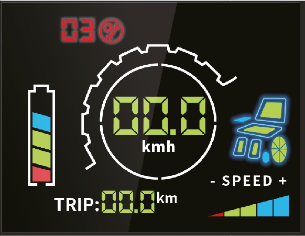 03
00.0
kmh
- SPEED +
TRIP:00.0km